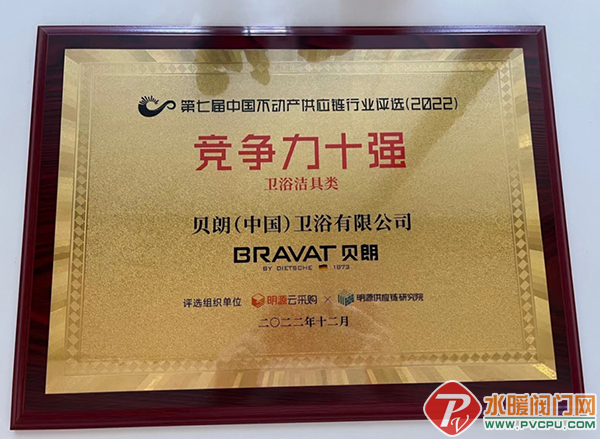 第七届中国不动产供应链行业评选(2022)
竞争力十强
卫浴洁具类
贝朗(中国)卫浴有限公司
BRAVAT 贝朗
BY DIETSCHE 1873
评选组织单位 明源云采购 × 明源供应链研究院
二〇二二年十二月
水暖阀门网
WWW.PVCPU.COM